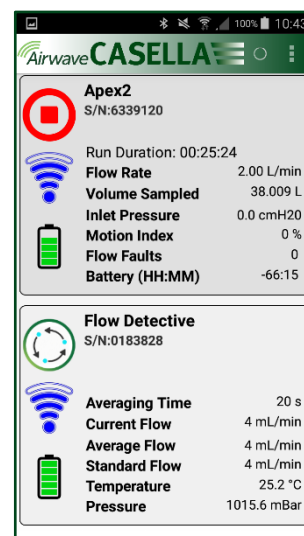 100% 10:43
Airwave CASELLA
Apex2
S/N:6339120
Run Duration: 00:25:24
Flow Rate 2.00 L/min
Volume Sampled 38.009 L
Inlet Pressure 0.0 cmH20
Motion Index 0 %
Flow Faults 0
Battery (HH:MM) -66:15
Flow Detective
S/N:0183828
Averaging Time 20 s
Current Flow 4 mL/min
Average Flow 4 mL/min
Standard Flow 4 mL/min
Temperature 25.2 °C
Pressure 1015.6 mBar